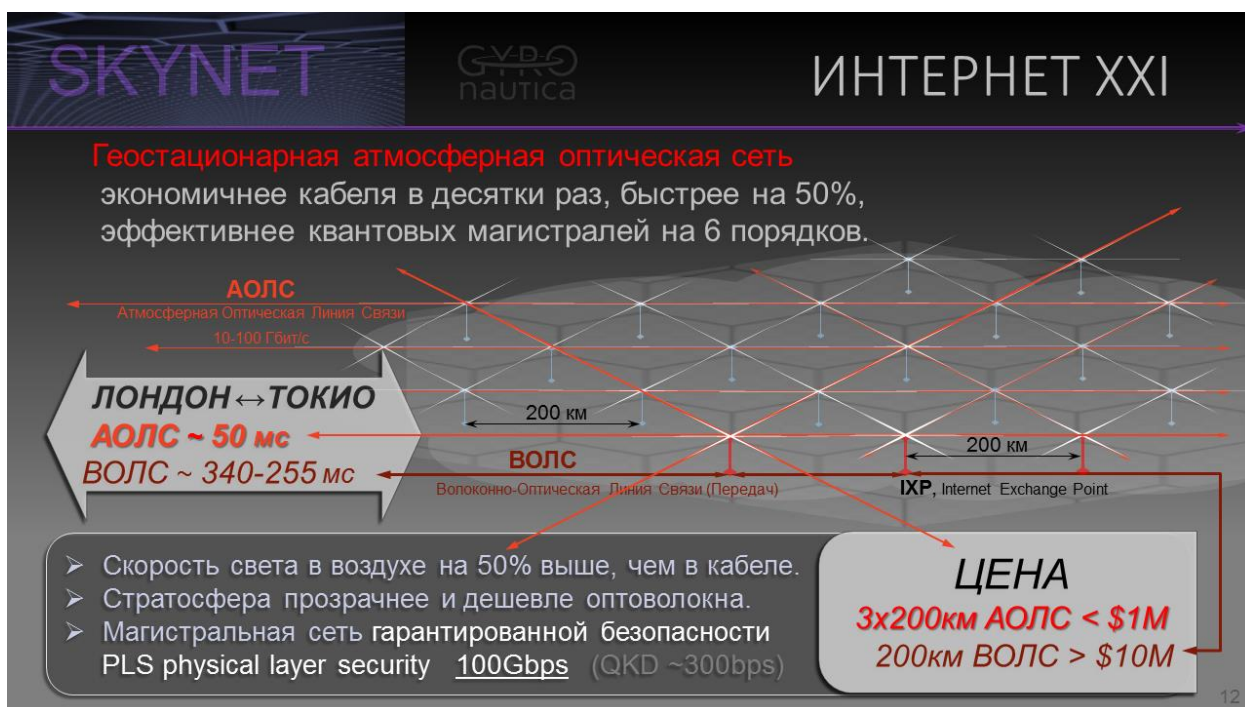 SKYNET
GYRO
nautica
ИНТЕРНЕТ XXI
Геостационарная атмосферная оптическая сеть
экономичнее кабеля в десятки раз, быстрее на 50%,
эффективнее квантовых магистралей на 6 порядков.
АОЛС
Атмосферная Оптическая Линия Связи
10-100 Гбит/с
ЛОНДОН↔ТОКИО
АОЛС ~ 50 мс
ВОЛС ~ 340-255 мс
200 км
200 км
ВОЛС
Вопоконно-Оптическая Линия Связи (Передач)
IXP, Internet Exchange Point
➢ Скорость света в воздухе на 50% выше, чем в кабеле.
➢ Стратосфера прозрачнее и дешевле оптоволокна.
➢ Магистральная сеть гарантированной безопасности
PLS physical layer security 100Gbps (QKD ~300bps)
ЦЕНА
3x200км АОЛС < $1M
200км ВОЛС > $10M
12